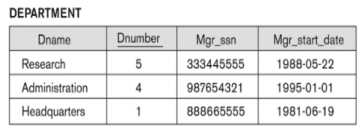 DEPARTMENT
Dname Dnumber Mgr_ssn Mgr_start_date
Research 5 333445555 1988-05-22
Administration 4 987654321 1995-01-01
Headquarters 1 888665555 1981-06-19